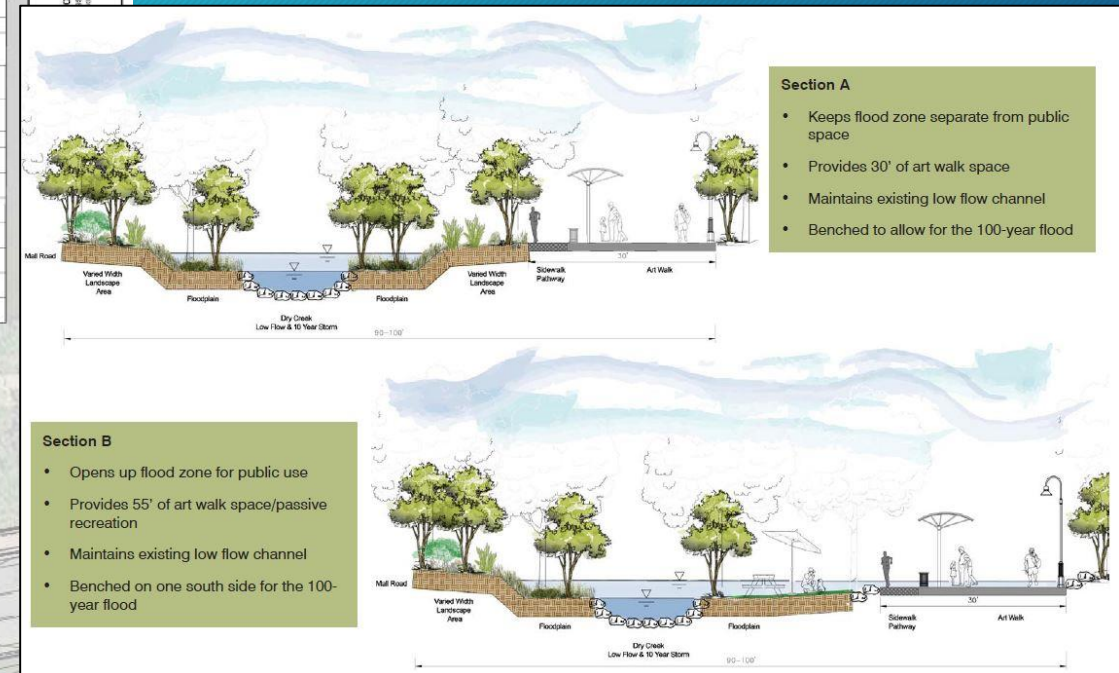 Section A
• Keeps flood zone separate from public
space
• Provides 30' of art walk space
• Maintains existing low flow channel
• Benched to allow for the 100-year flood
Mall Road
Varied Width
Landscape
Area
Floodplain
Dry Creek
Low Flow & 10 Year Storm
Floodplain
Varied Width
Landscape
Area
Sidewalk
Pathway
30'
Art Walk
90-100'
Section B
• Opens up flood zone for public use
• Provides 55' of art walk space/passive
recreation
• Maintains existing low flow channel
• Benched on one south side for the 100-
year flood
Mall Road
Varied Width
Landscape
Area
Floodplain
Dry Creek
Low Flow & 10 Year Storm
Floodplain
Sidewalk
Pathway
30'
Art Walk
90-100'